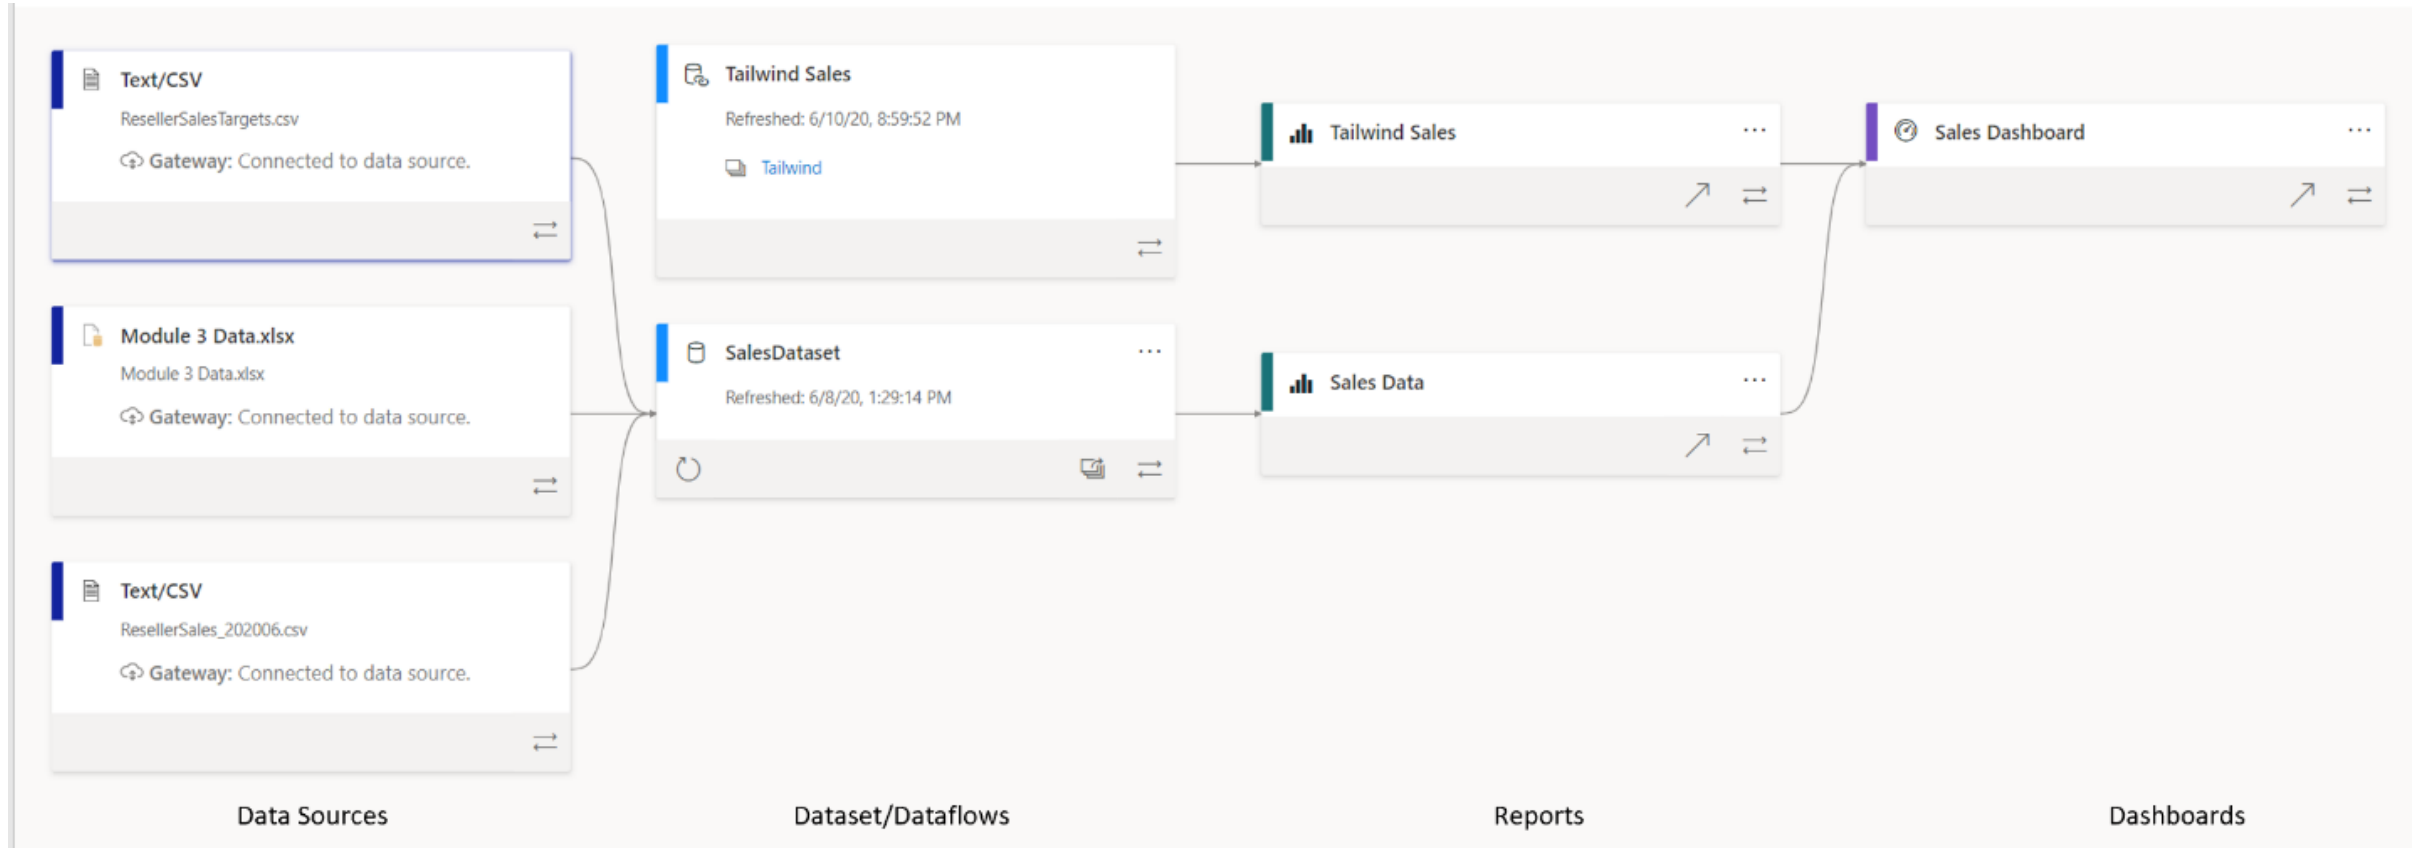 Text/CSV
ResellerSalesTargets.csv
Gateway: Connected to data source.
Module 3 Data.xlsx
Module 3 Data.xlsx
Gateway: Connected to data source.
Text/CSV
ResellerSales_202006.csv
Gateway: Connected to data source.
Data Sources
Tailwind Sales
Refreshed: 6/10/20, 8:59:52 PM
Tailwind
SalesDataset
Refreshed: 6/8/20, 1:29:14 PM
Dataset/Dataflows
Tailwind Sales
Sales Data
Reports
Sales Dashboard
Dashboards